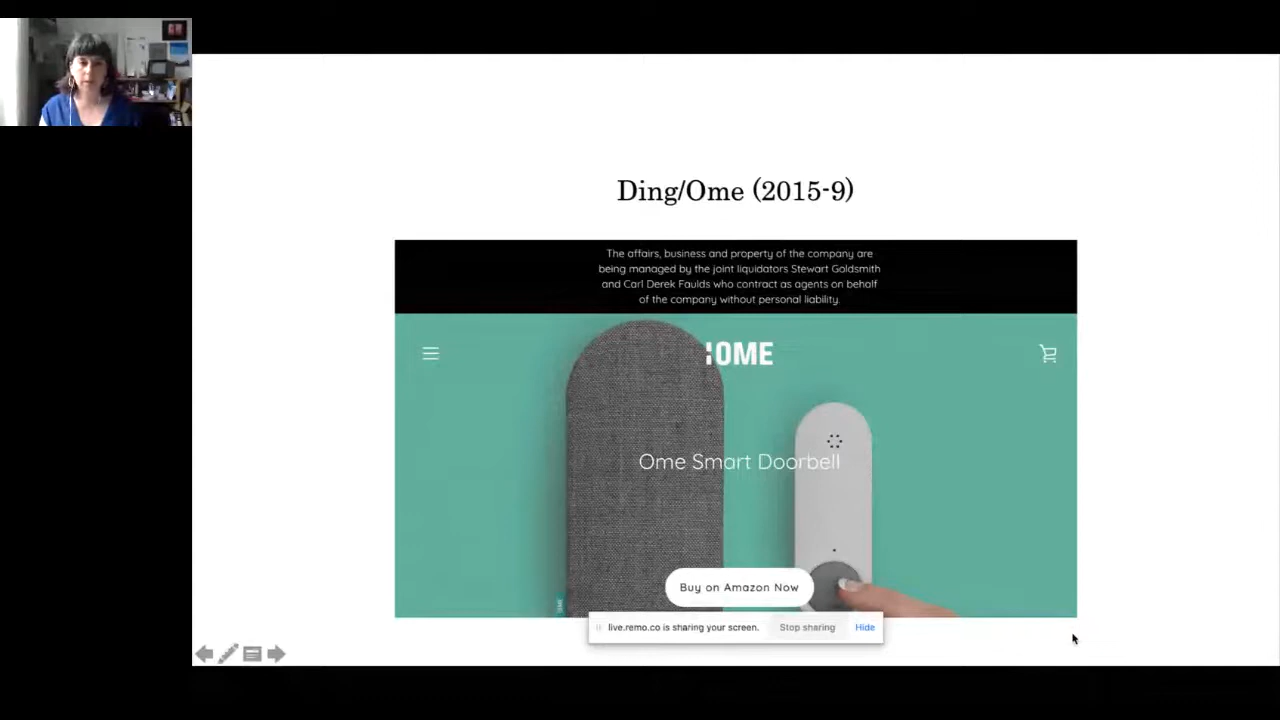 Ding/Ome (2015-9)
The affairs, business and property of the company are
being managed by the joint liquidators Stewart Goldsmith
and Carl Derek Faulds who contract as agents on behalf
of the company without personal liability.
OME
Ome Smart Doorbell
Buy on Amazon Now
live.remo.co is sharing your screen. Stop sharing Hide